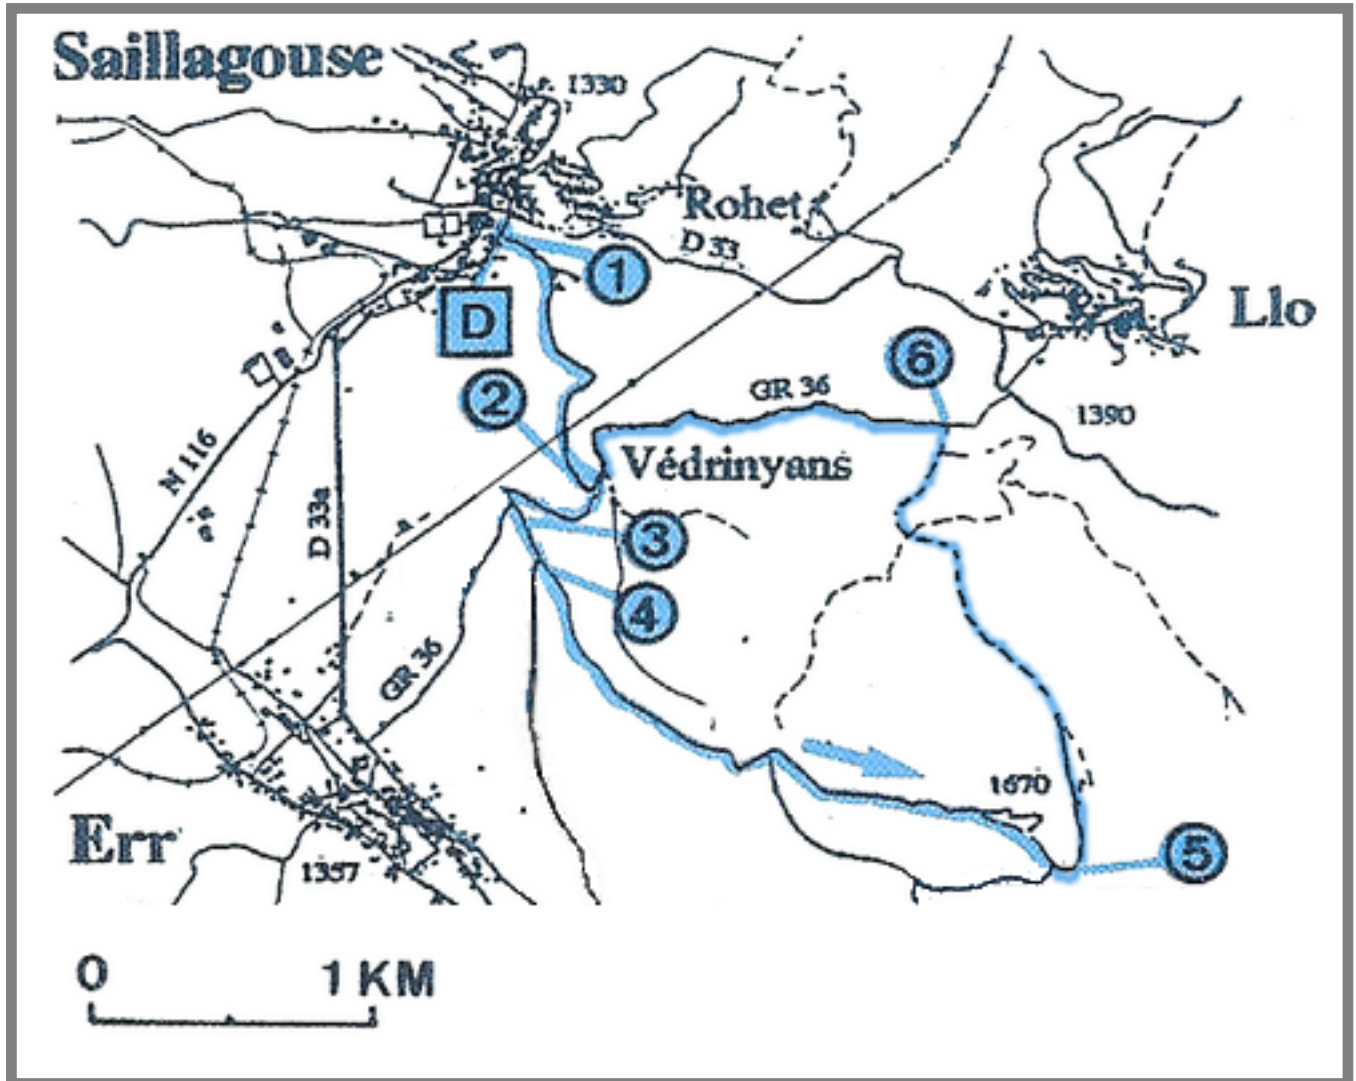 Saillagouse
1330
Rohet
D 33
1
Llo
D
6
2
GR 36
1390
N 116
Védrinyans
D 33a
3
4
GR 36
1670
Err
1357
5
0 1 KM